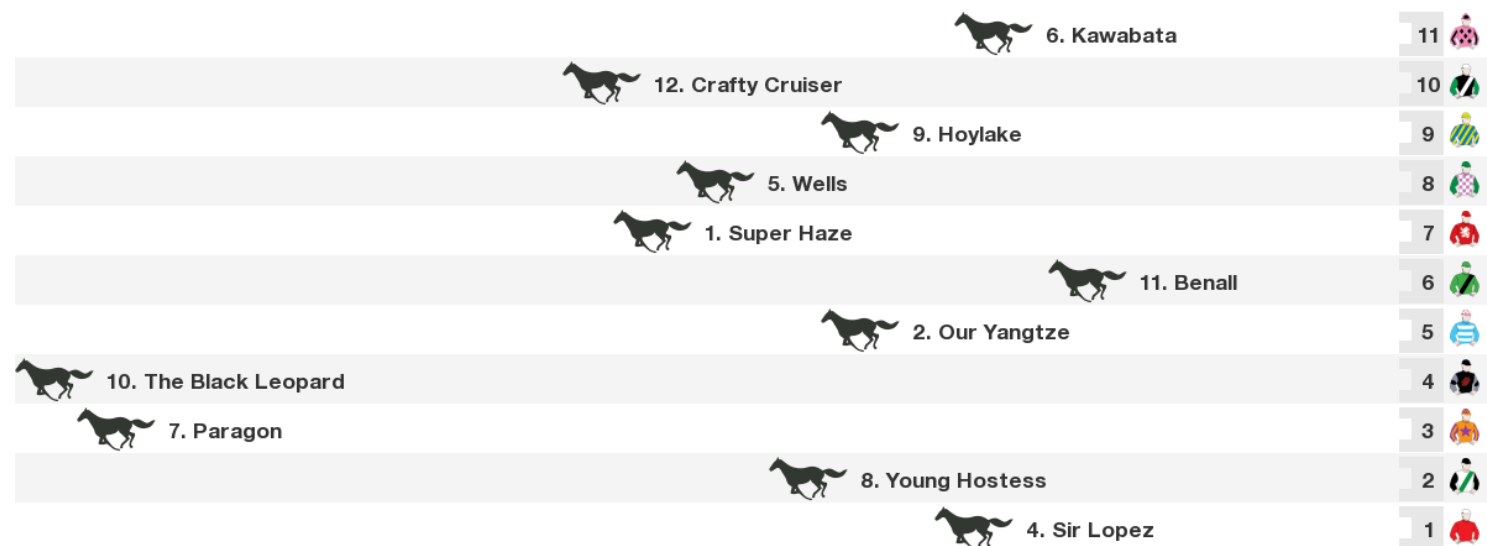 6. Kawabata 11
12. Crafty Cruiser 10
9. Hoylake 9
5. Wells 8
1. Super Haze 7
11. Benall 6
2. Our Yangtze 5
10. The Black Leopard 4
7. Paragon 3
8. Young Hostess 2
4. Sir Lopez 1